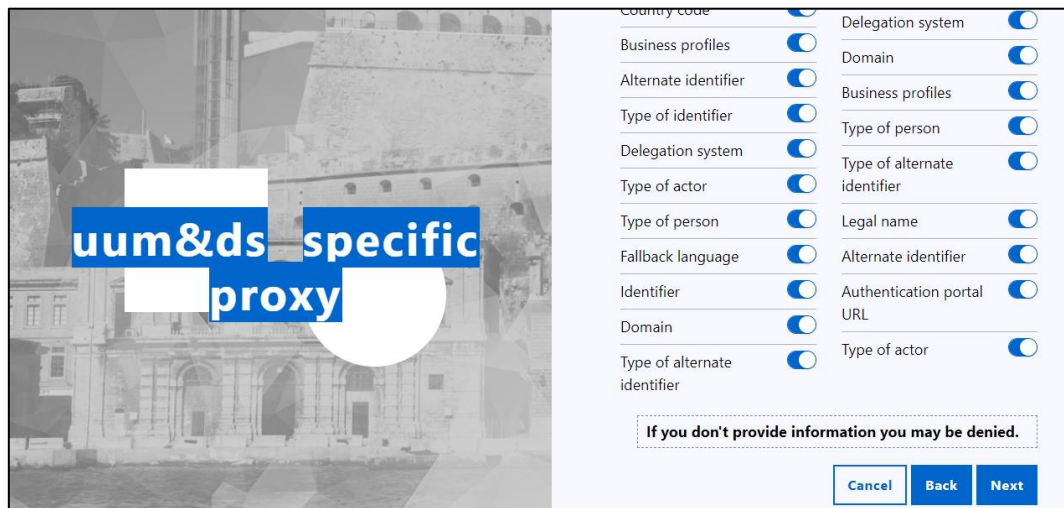 uum&ds specific
proxy
Country code
Business profiles
Alternate identifier
Type of identifier
Delegation system
Type of actor
Type of person
Fallback language
Identifier
Domain
Type of alternate
identifier
Delegation system
Domain
Business profiles
Type of person
Type of alternate
identifier
Legal name
Alternate identifier
Authentication portal
URL
Type of actor
If you don't provide information you may be denied.
Cancel
Back
Next